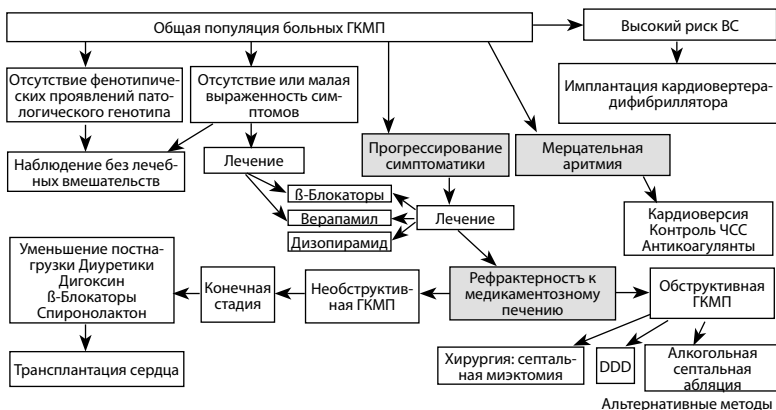 Общая популяция больных ГКМП
Высокий риск ВС
Отсутствие фенотипиче-
ских проявлений пато-
логического генотипа
Отсутствие или малая
выраженность сим-
птомов
Имплантация кардиовертера-
дифибриллятора
Прогрессирование
симптоматики
Мерцательная
аритмия
Наблюдение без лечеб-
ных вмешательств
Лечение
ß-Блокаторы
Верапамил
Дизопирамид
Лечение
Кардиоверсия
Контроль ЧСС
Антикоагулянты
Уменьшение постна-
грузки Диуретики
Дигоксин
ß-Блокаторы
Спиронолактон
Конечная
стадия
Необструктив-
ная ГКМП
Рефрактерностъ к
медикаментозному
печению
Обструктивная
ГКМП
Трансплантация сердца
Хирургия: септаль-
ная миэктомия
DDD
Алкогольная
септальная
абляция
Альтернативные методы